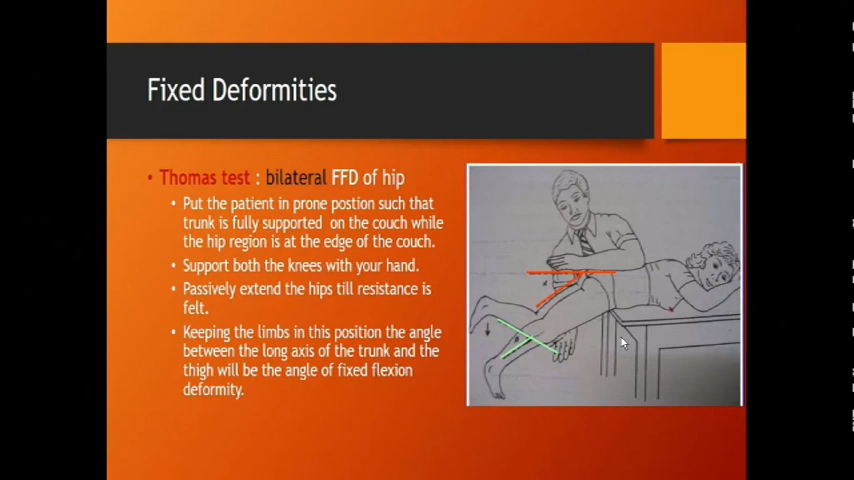 Fixed Deformities
• Thomas test : bilateral FFD of hip
• Put the patient in prone postion such that
trunk is fully supported on the couch while
the hip region is at the edge of the couch.
• Support both the knees with your hand.
• Passively extend the hips till resistance is
felt.
• Keeping the limbs in this position the angle
between the long axis of the trunk and the
thigh will be the angle of fixed flexion
deformity.